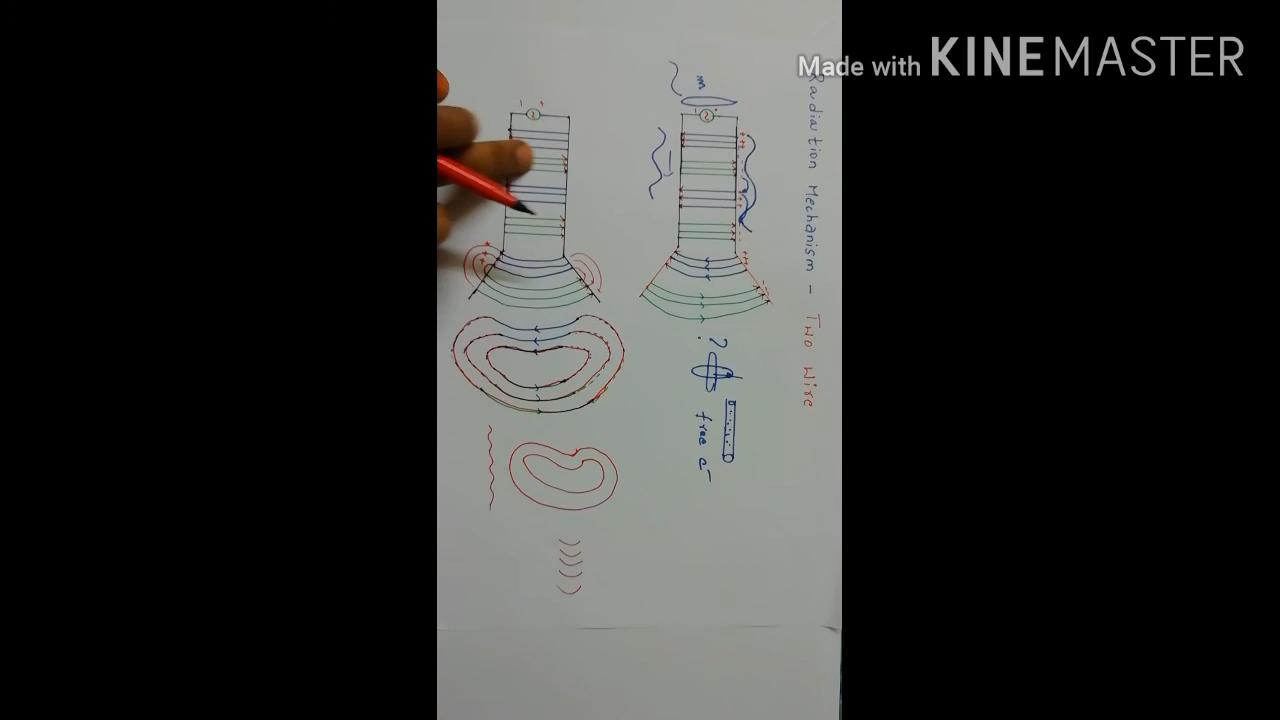 Made with KINEMASTER
Radiation Mechanism - Two Wire
m
- +
~
+++
- +
~
?
free e-